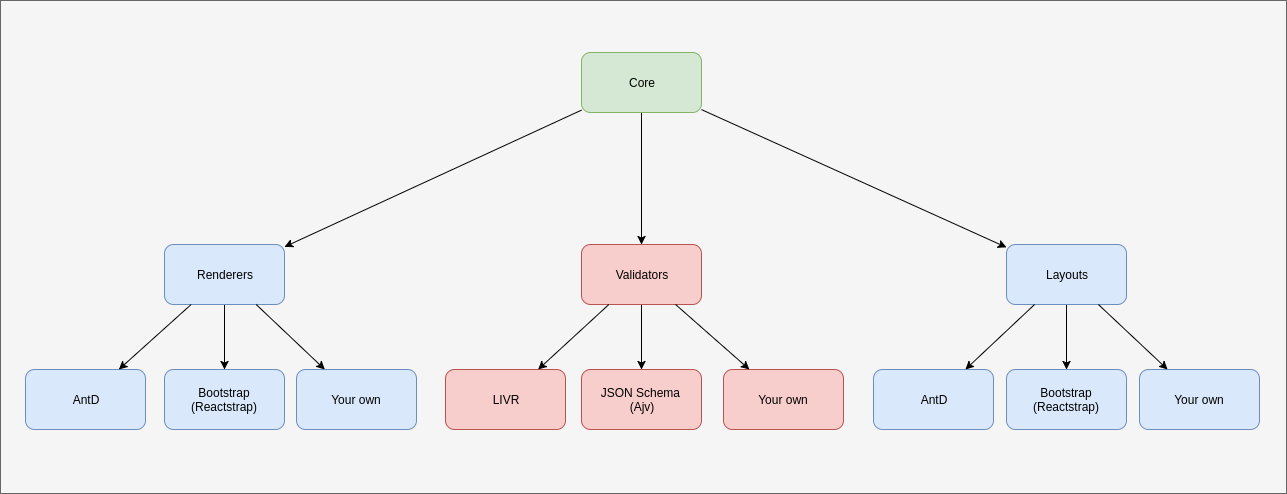 Core
Renderers
Validators
Layouts
AntD
Bootstrap
(Reactstrap)
Your own
LIVR
JSON Schema
(Ajv)
Your own
AntD
Bootstrap
(Reactstrap)
Your own